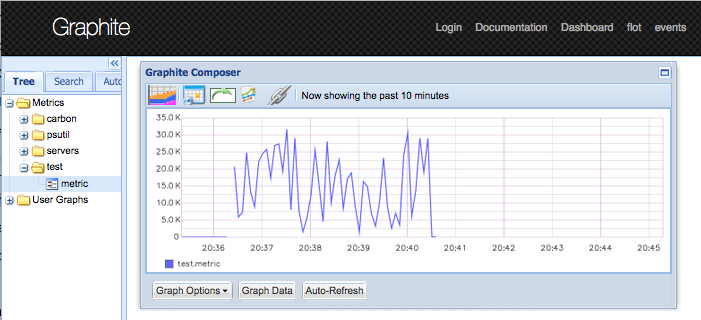 Graphite
Login Documentation Dashboard flot events
Tree Search Auto
Metrics
carbon
psutil
servers
test
metric
User Graphs
Graphite Composer
Now showing the past 10 minutes
35.0 K
30.0 K
25.0 K
20.0 K
15.0 K
10.0 K
5.0 K
0
20:36 20:37 20:38 20:39 20:40 20:41 20:42 20:43 20:44 20:45
test.metric
Graph Options Graph Data Auto-Refresh